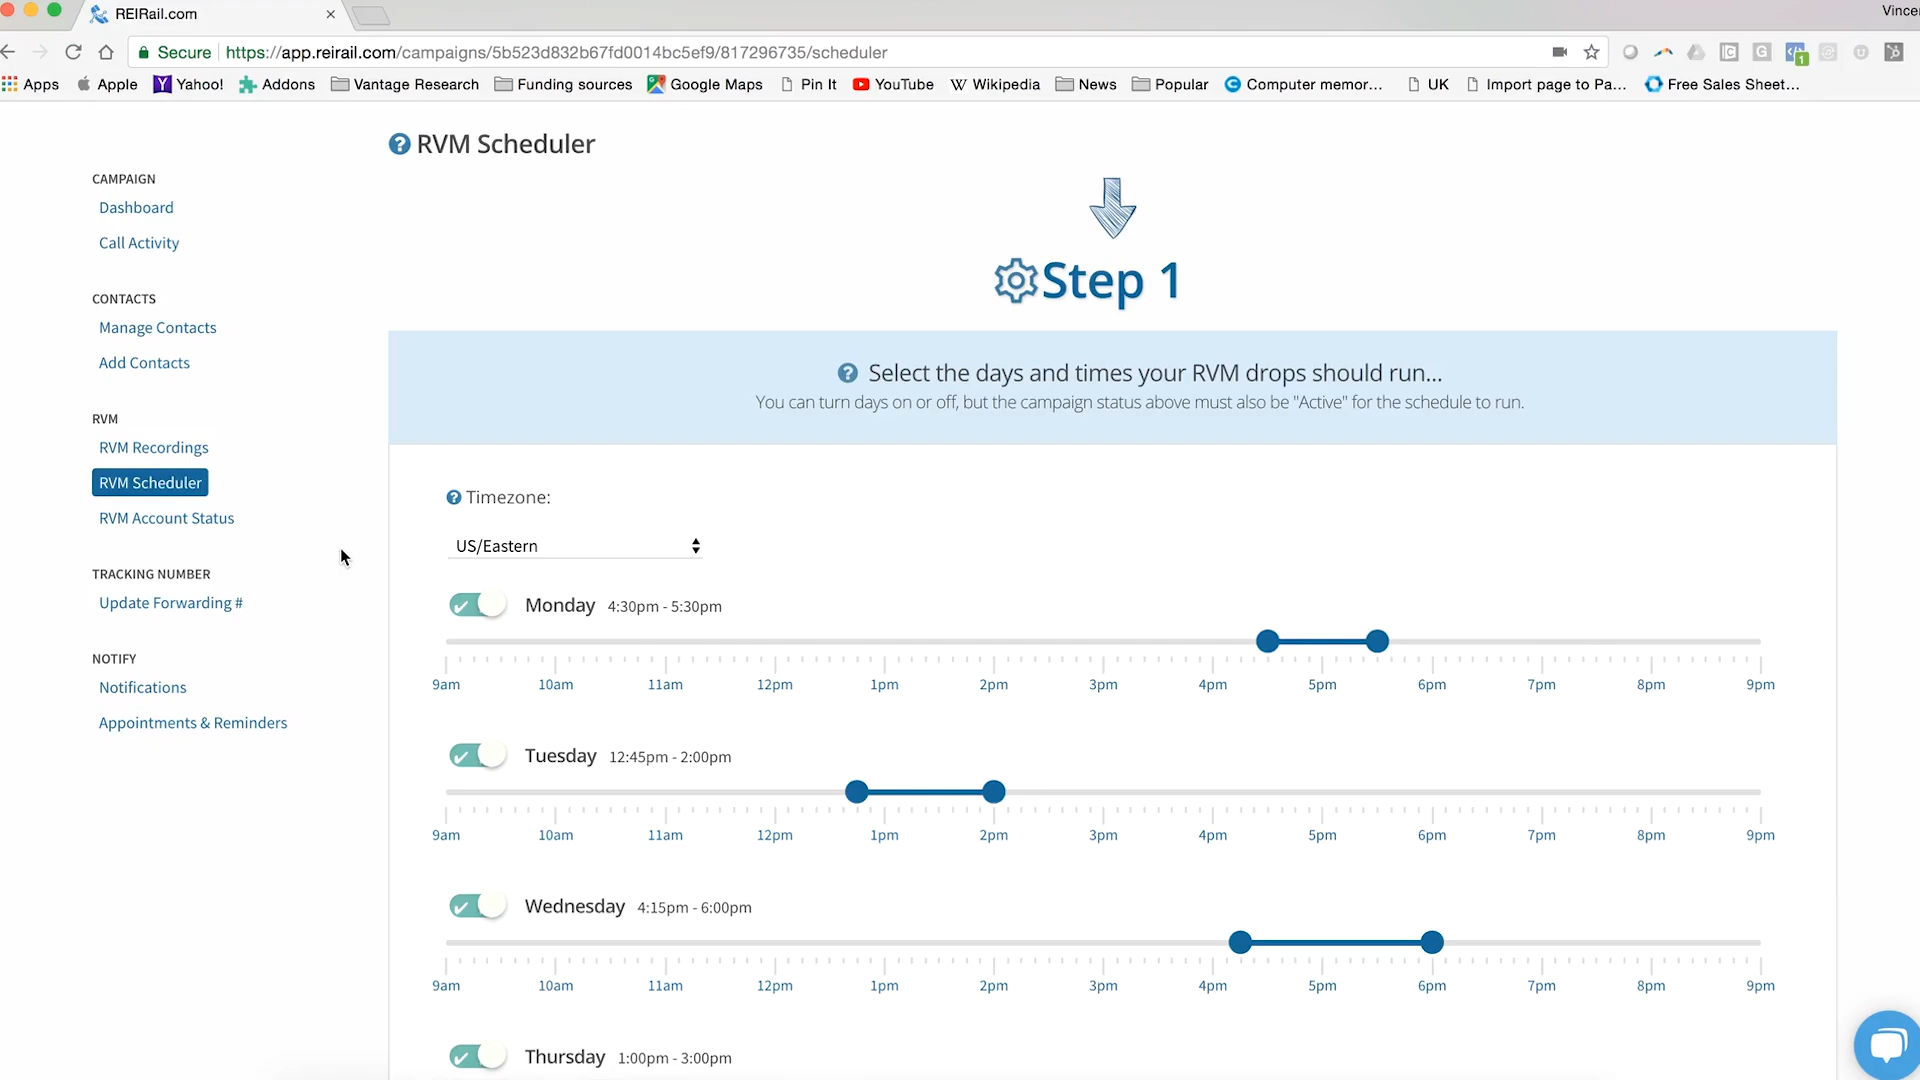 REIRail.com
Vincer
Secure https://app.reirail.com/campaigns/5b523d832b67fd0014bc5ef9/817296735/scheduler
Apps Apple Yahoo! Addons Vantage Research Funding sources Google Maps Pin It YouTube Wikipedia News Popular Computer memor... UK Import page to Pa... Free Sales Sheet...
RVM Scheduler
CAMPAIGN
Dashboard
Call Activity
CONTACTS
Manage Contacts
Add Contacts
RVM
RVM Recordings
RVM Scheduler
RVM Account Status
TRACKING NUMBER
Update Forwarding #
NOTIFY
Notifications
Appointments & Reminders
Step 1
Select the days and times your RVM drops should run...
You can turn days on or off, but the campaign status above must also be "Active" for the schedule to run.
Timezone:
US/Eastern
Monday 4:30pm - 5:30pm
9am 10am 11am 12pm 1pm 2pm 3pm 4pm 5pm 6pm 7pm 8pm 9pm
Tuesday 12:45pm - 2:00pm
9am 10am 11am 12pm 1pm 2pm 3pm 4pm 5pm 6pm 7pm 8pm 9pm
Wednesday 4:15pm - 6:00pm
9am 10am 11am 12pm 1pm 2pm 3pm 4pm 5pm 6pm 7pm 8pm 9pm
Thursday 1:00pm - 3:00pm